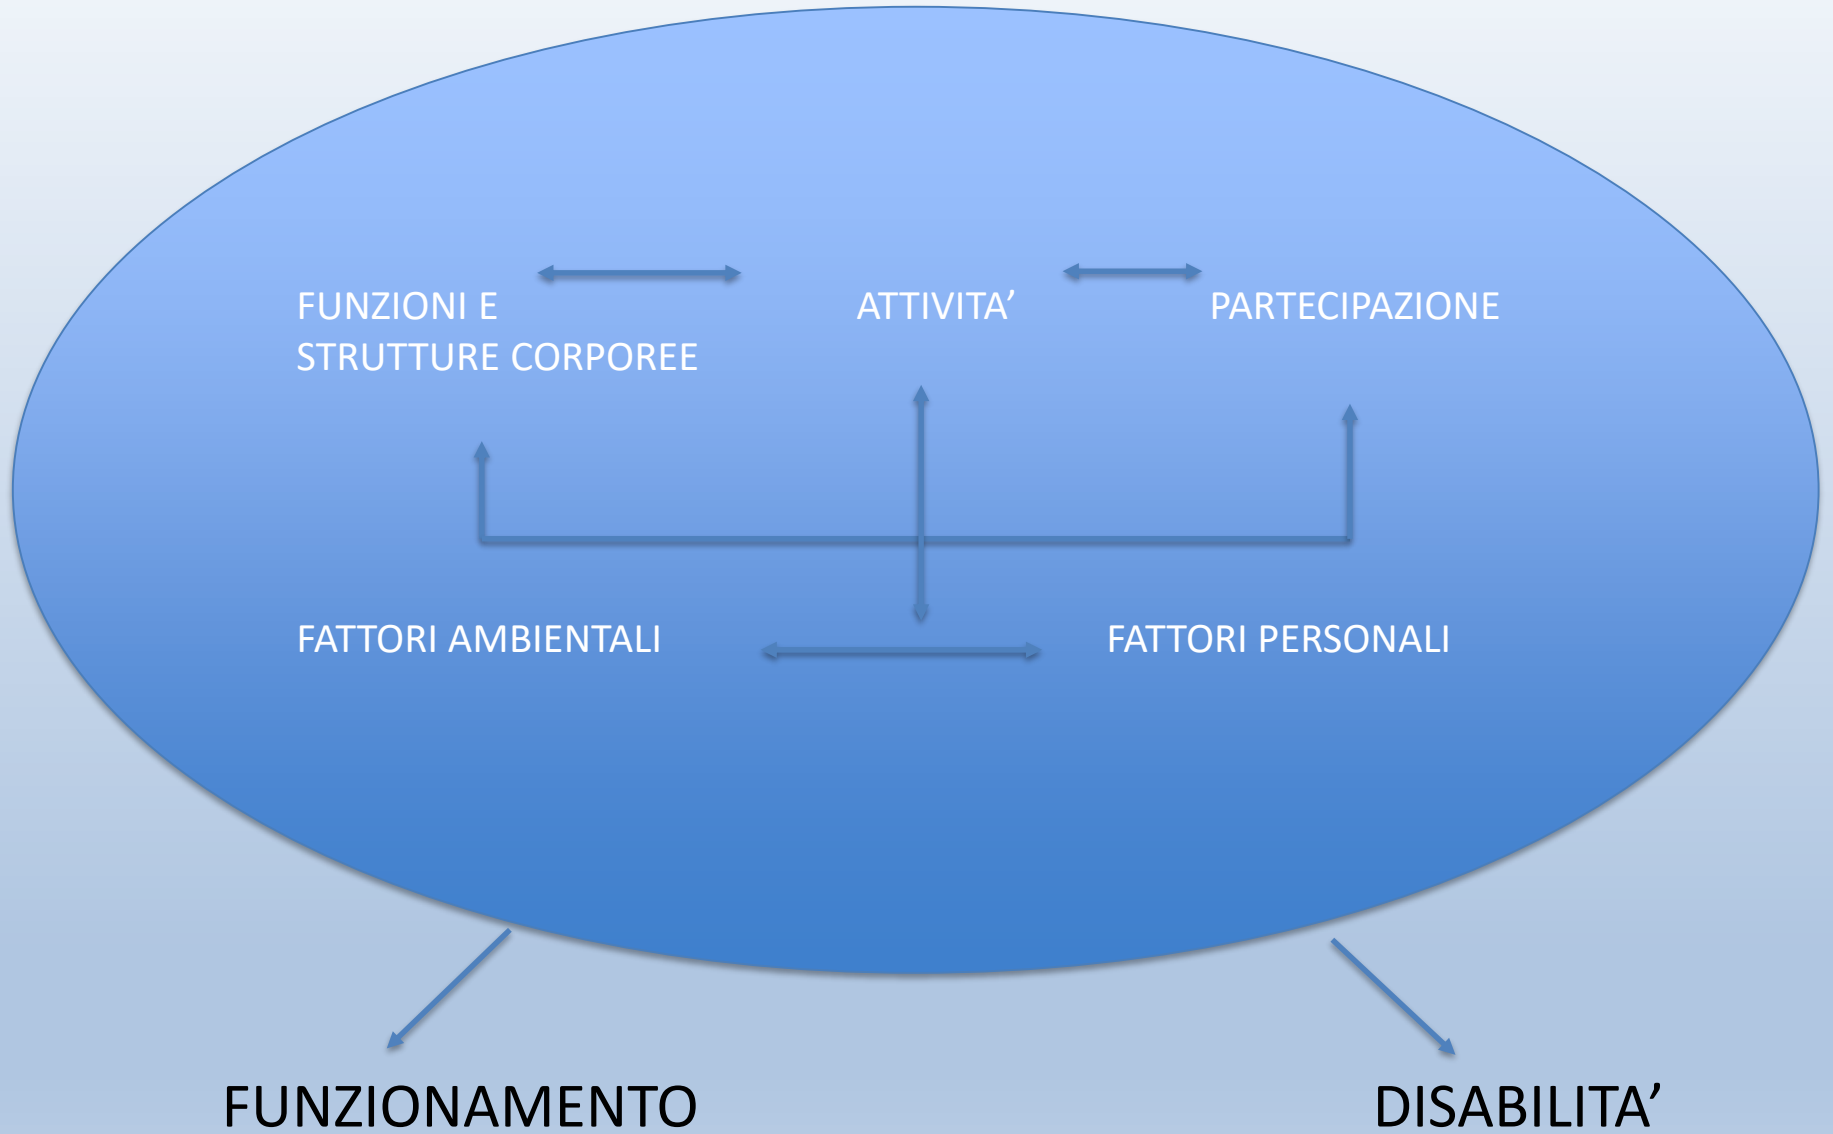 FUNZIONI E
STRUTTURE CORPOREE
ATTIVITA’
PARTECIPAZIONE
FATTORI AMBIENTALI
FATTORI PERSONALI
FUNZIONAMENTO
DISABILITA’